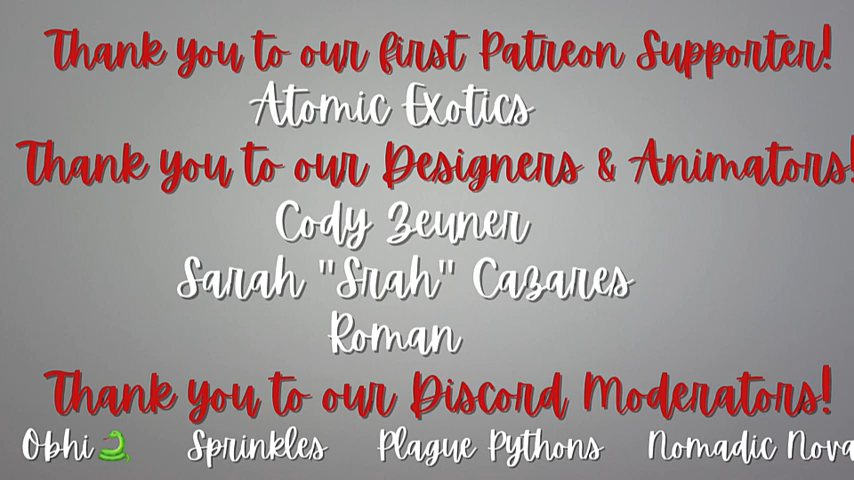 Thank you to our first Patreon Supporter!
Atomic Exotics
Thank you to our Designers & Animators!
Cody Zeuner
Sarah "Srah" Cazares
Roman
Thank you to our Discord Moderators!
Obhi🐍 Sprinkles Plague Pythons Nomadic Nova